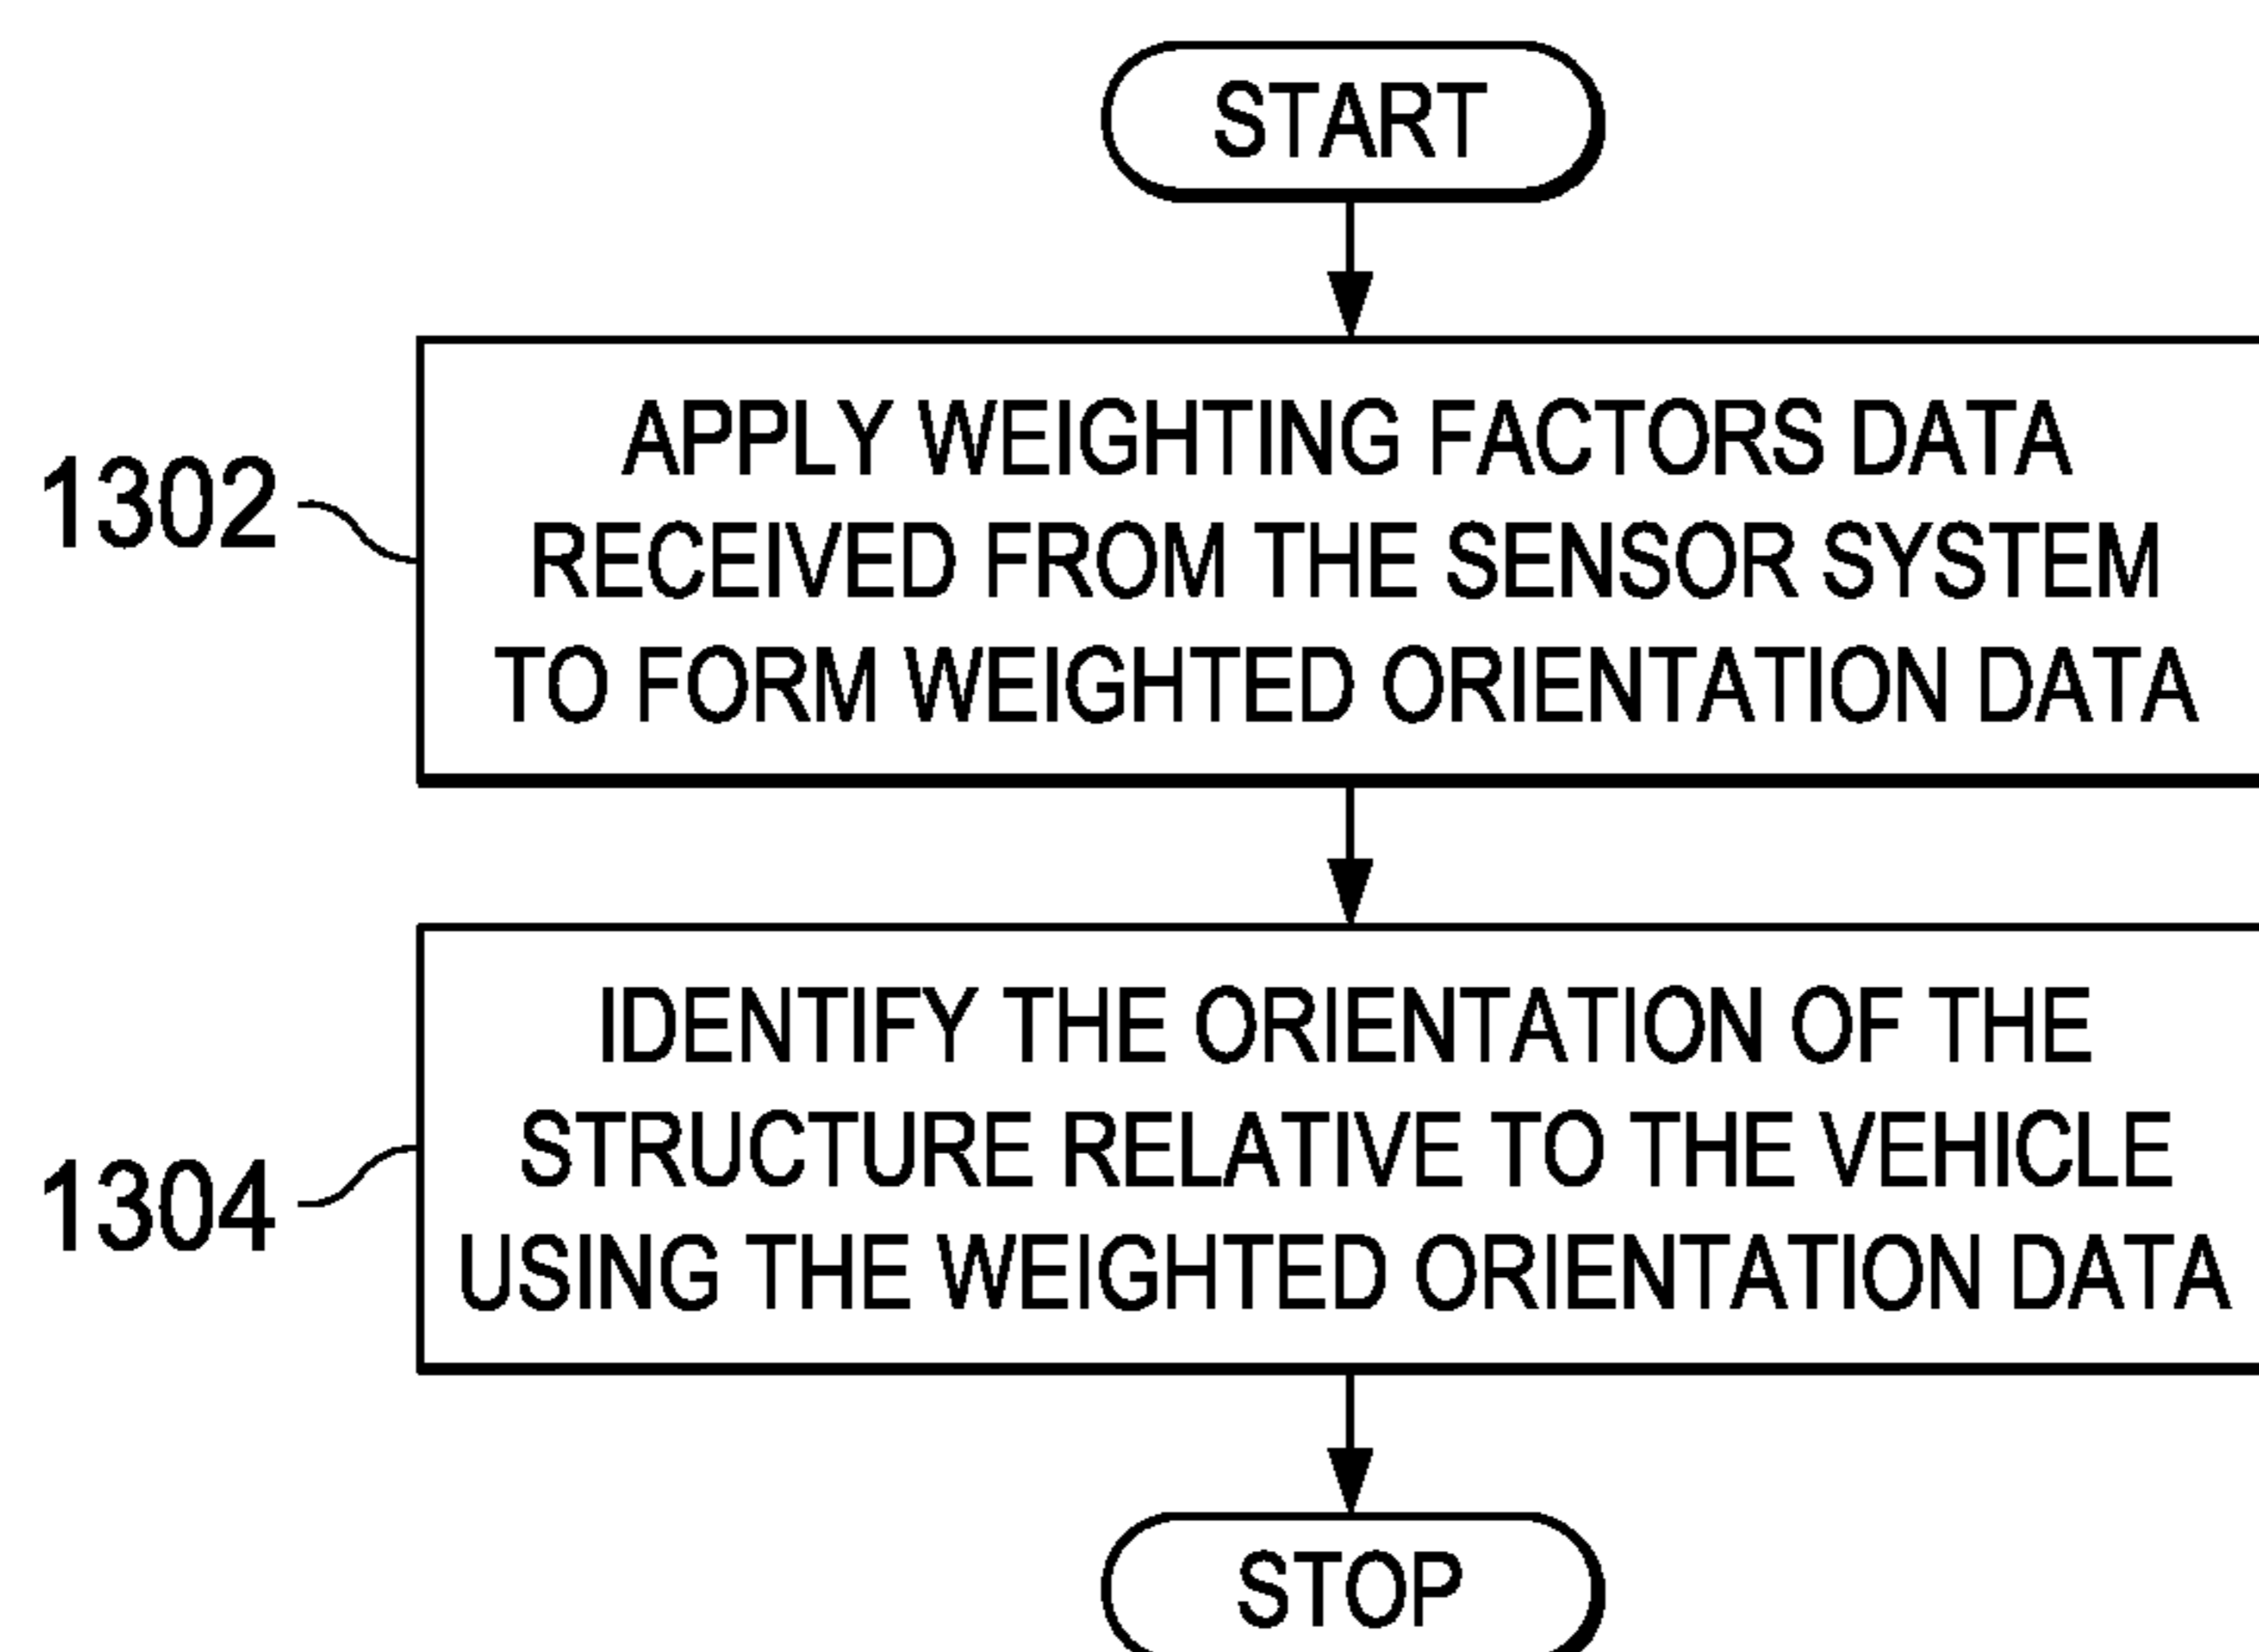 START
1302
APPLY WEIGHTING FACTORS DATA
RECEIVED FROM THE SENSOR SYSTEM
TO FORM WEIGHTED ORIENTATION DATA
1304
IDENTIFY THE ORIENTATION OF THE
STRUCTURE RELATIVE TO THE VEHICLE
USING THE WEIGHTED ORIENTATION DATA
STOP